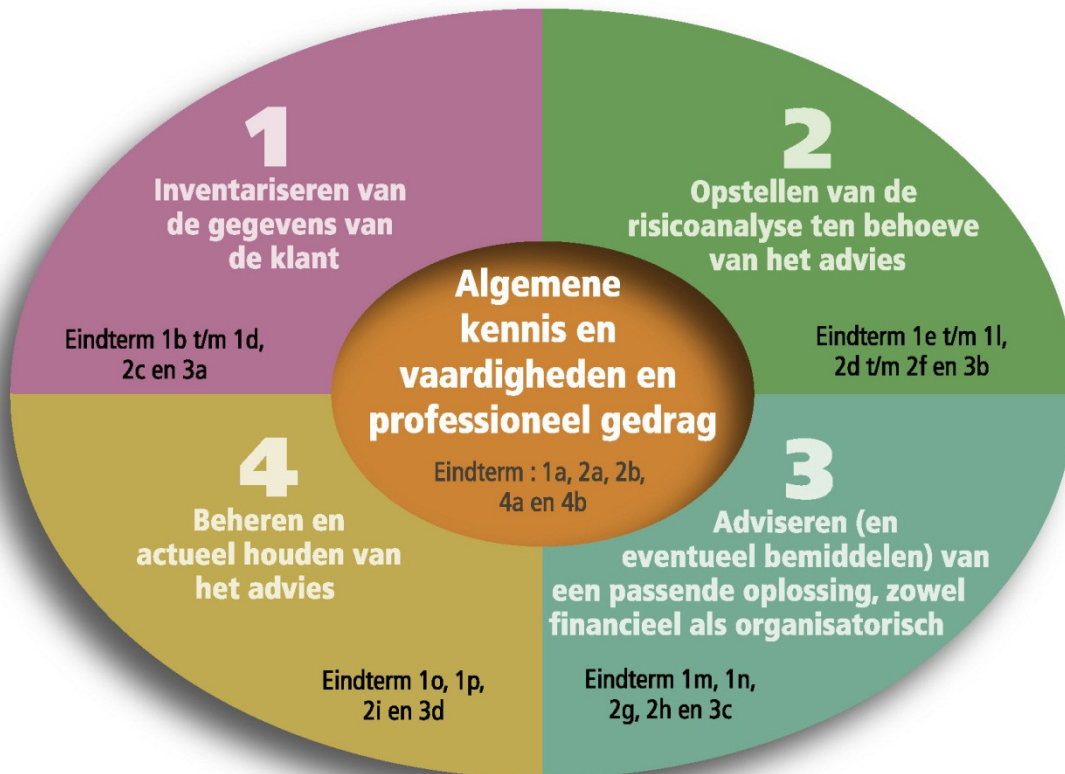 1
Inventariseren van
de gegevens van
de klant
Eindterm 1b t/m 1d,
2c en 3a
2
Opstellen van de
risicoanalyse ten behoeve
van het advies
Eindterm 1e t/m 1l,
2d t/m 2f en 3b
Algemene
kennis en
vaardigheden en
professioneel gedrag
Eindterm : 1a, 2a, 2b,
4a en 4b
3
Adviseren (en
eventueel bemiddelen) van
een passende oplossing, zowel
financieel als organisatorisch
Eindterm 1m, 1n,
2g, 2h en 3c
4
Beheren en
actueel houden van
het advies
Eindterm 1o, 1p,
2i en 3d